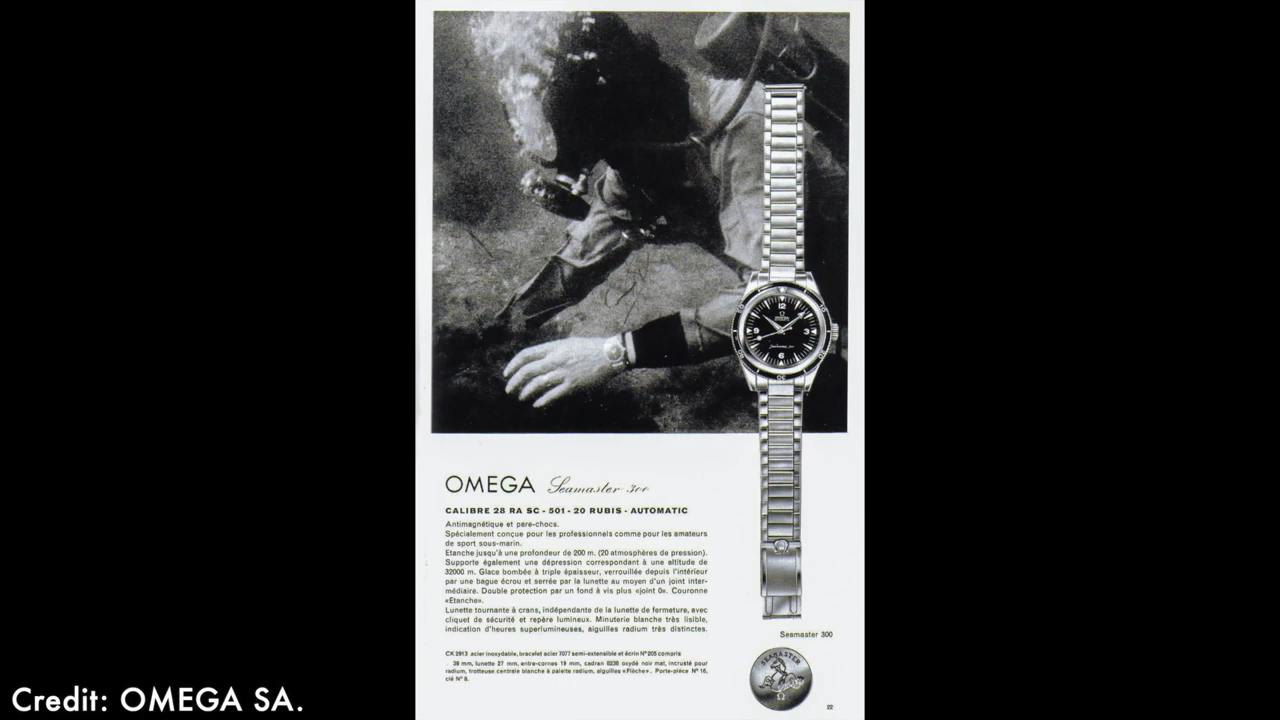 OMEGA Seamaster 300
CALIBRE 28 RA SC - 501 - 20 RUBIS - AUTOMATIC
Antimagnétique et pare-chocs.
Spécialement conçue pour les professionnels comme pour les amateurs
de sport sous-marin.
Etanche jusqu'à une profondeur de 200 m. (20 atmosphères de pression).
Supporte également une dépression correspondant à une altitude de
32000 m. Glace bombée à triple épaisseur, verrouillée depuis l'intérieur
par une bague écrou et serrée par la lunette au moyen d'un joint inter-
médiaire. Double protection par un fond à vis plus «joint O». Couronne
«Etanche».
Lunette tournante à crans, indépendante de la lunette de fermeture, avec
cliquet de sécurité et repère lumineux. Minuterie blanche très lisible,
indication d'heures superlumineuses, aiguilles radium très distinctes.
CK 2913 acier inoxydable, bracelet acier 7077 semi-extensible et écrin N° 205 compris
39 mm, lunette 27 mm, entre-cornes 19 mm, cadran 8238 oxydé noir mat, incrusté pour
radium, trotteuse centrale blanche à palette radium, aiguilles «Flèche». Porte-pièce N° 16,
clé N° 8.
12
Ω
OMEGA
9 3
Seamaster 300
6
Seamaster 300
SEAMASTER
Ω
22
Credit: OMEGA SA.